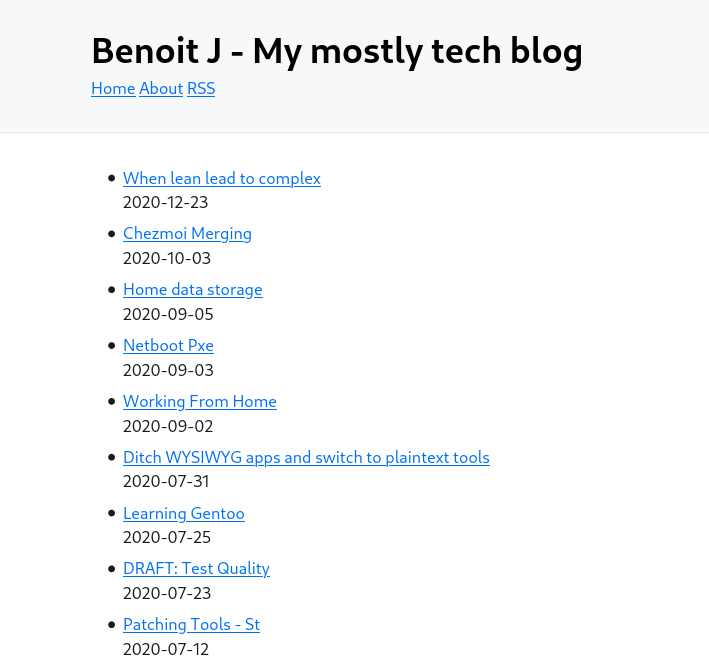 Benoit J - My mostly tech blog
Home About RSS
When lean lead to complex
2020-12-23
Chezmoi Merging
2020-10-03
Home data storage
2020-09-05
Netboot Pxe
2020-09-03
Working From Home
2020-09-02
Ditch WYSIWYG apps and switch to plaintext tools
2020-07-31
Learning Gentoo
2020-07-25
DRAFT: Test Quality
2020-07-23
Patching Tools - St
2020-07-12